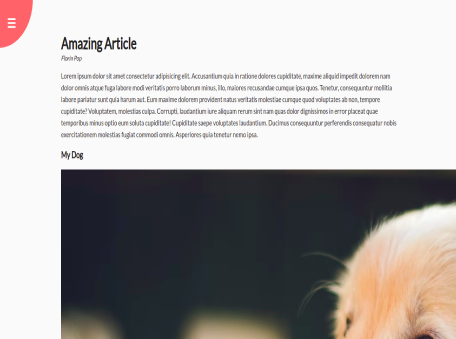 Amazing Article
Florin Pop
Lorem ipsum dolor sit amet consectetur adipisicing elit. Accusantium quia in ratione dolores cupiditate, maxime aliquid impedit dolorem nam
dolor omnis atque fuga labore modi veritatis porro laborum minus, illo, maiores recusandae cumque ipsa quos. Tenetur, consequuntur mollitia
labore pariatur sunt quia harum aut. Eum maxime dolorem provident natus veritatis molestiae cumque quod voluptates ab non, tempore
cupiditate? Voluptatem, molestias culpa. Corrupti, laudantium iure aliquam rerum sint nam quas dolor dignissimos in error placeat quae
temporibus minus optio eum soluta cupiditate! Cupiditate saepe voluptates laudantium. Ducimus consequuntur perferendis consequatur nobis
exercitationem molestias fugiat commodi omnis. Asperiores quia tenetur nemo ipsa.
My Dog